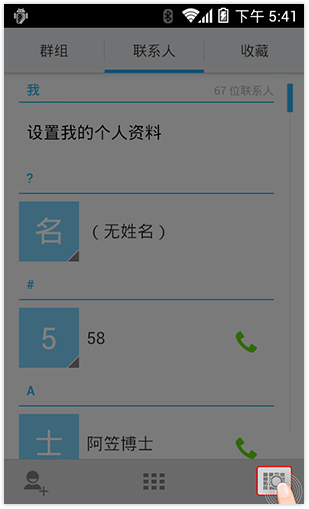 下午 5:41
群组 联系人 收藏
我 67 位联系人
设置我的个人资料
?
名 （无姓名）
#
5 58
A
士 阿笠博士